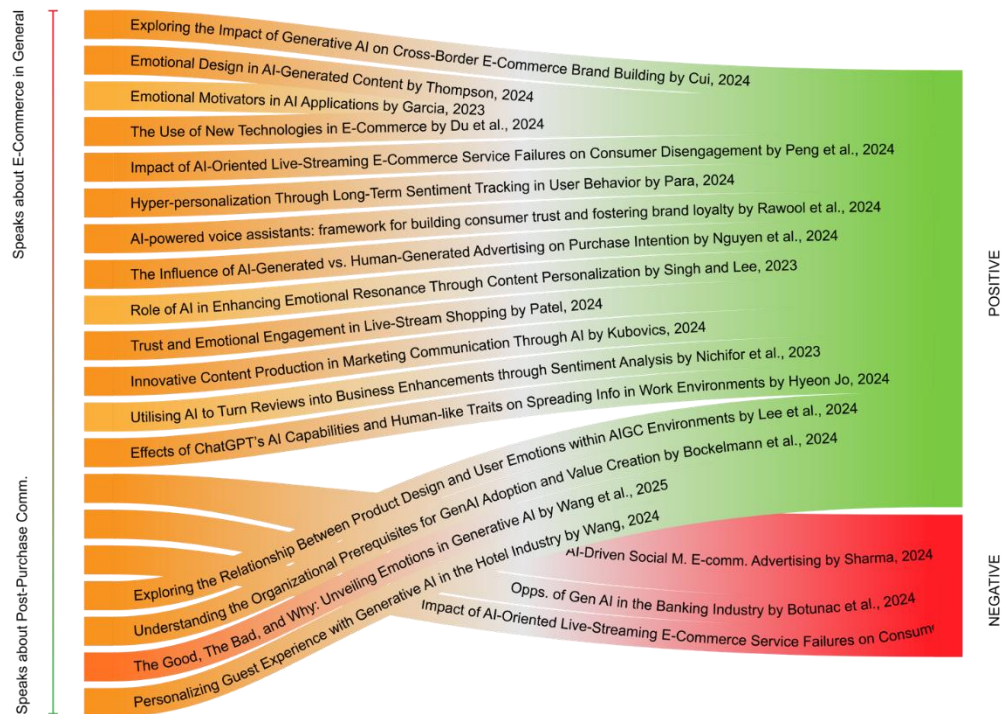 Speaks about E-Commerce in General
Speaks about Post-Purchase Comm.
Exploring the Impact of Generative AI on Cross-Border E-Commerce Brand Building by Cui, 2024
Emotional Design in AI-Generated Content by Thompson, 2024
Emotional Motivators in AI Applications by Garcia, 2023
The Use of New Technologies in E-Commerce by Du et al., 2024
Impact of AI-Oriented Live-Streaming E-Commerce Service Failures on Consumer Disengagement by Peng et al., 2024
Hyper-personalization Through Long-Term Sentiment Tracking in User Behavior by Para, 2024
AI-powered voice assistants: framework for building consumer trust and fostering brand loyalty by Rawool et al., 2024
The Influence of AI-Generated vs. Human-Generated Advertising on Purchase Intention by Nguyen et al., 2024
Role of AI in Enhancing Emotional Resonance Through Content Personalization by Singh and Lee, 2023
Trust and Emotional Engagement in Live-Stream Shopping by Patel, 2024
Innovative Content Production in Marketing Communication Through AI by Kubovics, 2024
Utilising AI to Turn Reviews into Business Enhancements through Sentiment Analysis by Nichifor et al., 2023
Effects of ChatGPT's AI Capabilities and Human-like Traits on Spreading Info in Work Environments by Hyeon Jo, 2024
Exploring the Relationship Between Product Design and User Emotions within AIGC Environments by Lee et al., 2024
Understanding the Organizational Prerequisites for GenAI Adoption and Value Creation by Bockelmann et al., 2024
The Good, The Bad, and Why: Unveiling Emotions in Generative AI by Wang et al., 2025
Personalizing Guest Experience with Generative AI in the Hotel Industry by Wang, 2024
AI-Driven Social M. E-comm. Advertising by Sharma, 2024
Opps. of Gen AI in the Banking Industry by Botunac et al., 2024
Impact of AI-Oriented Live-Streaming E-Commerce Service Failures on Consum
POSITIVE
NEGATIVE